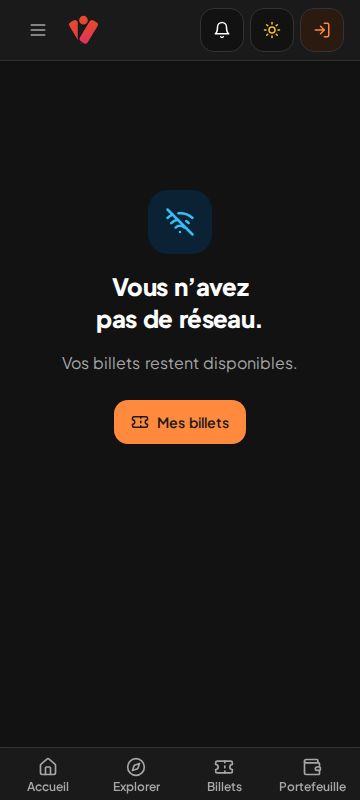 Vous n’avez
pas de réseau.
Vos billets restent disponibles.
Mes billets
Accueil
Explorer
Billets
Portefeuille